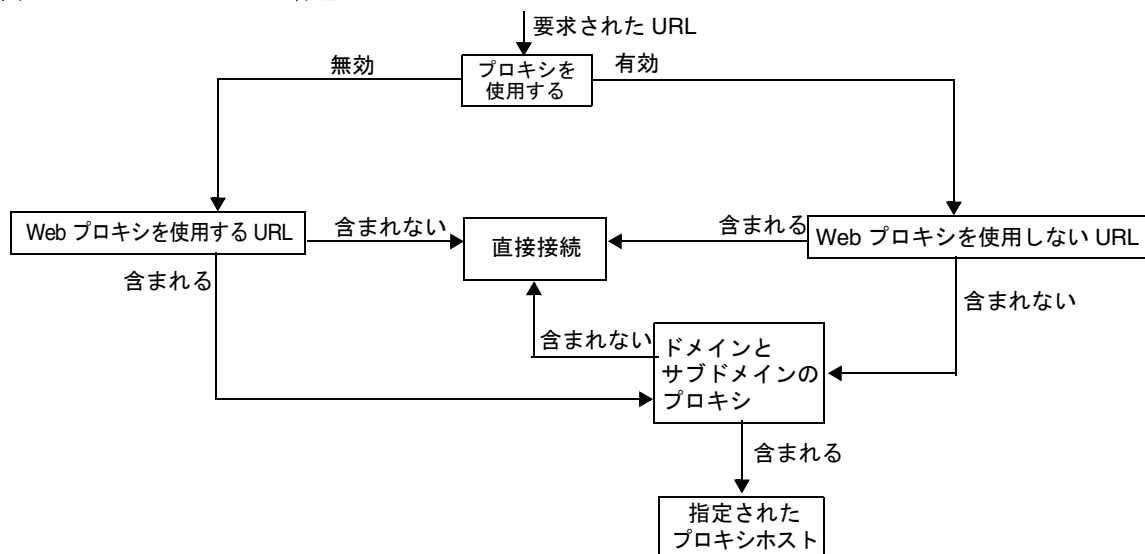 要求された URL
無効
プロキシを
使用する
有効
Web プロキシを使用する URL
含まれない
直接接続
含まれる
Web プロキシを使用しない URL
含まれる
含まれない
含まれない
ドメインと
サブドメインの
プロキシ
含まれる
指定された
プロキシホスト